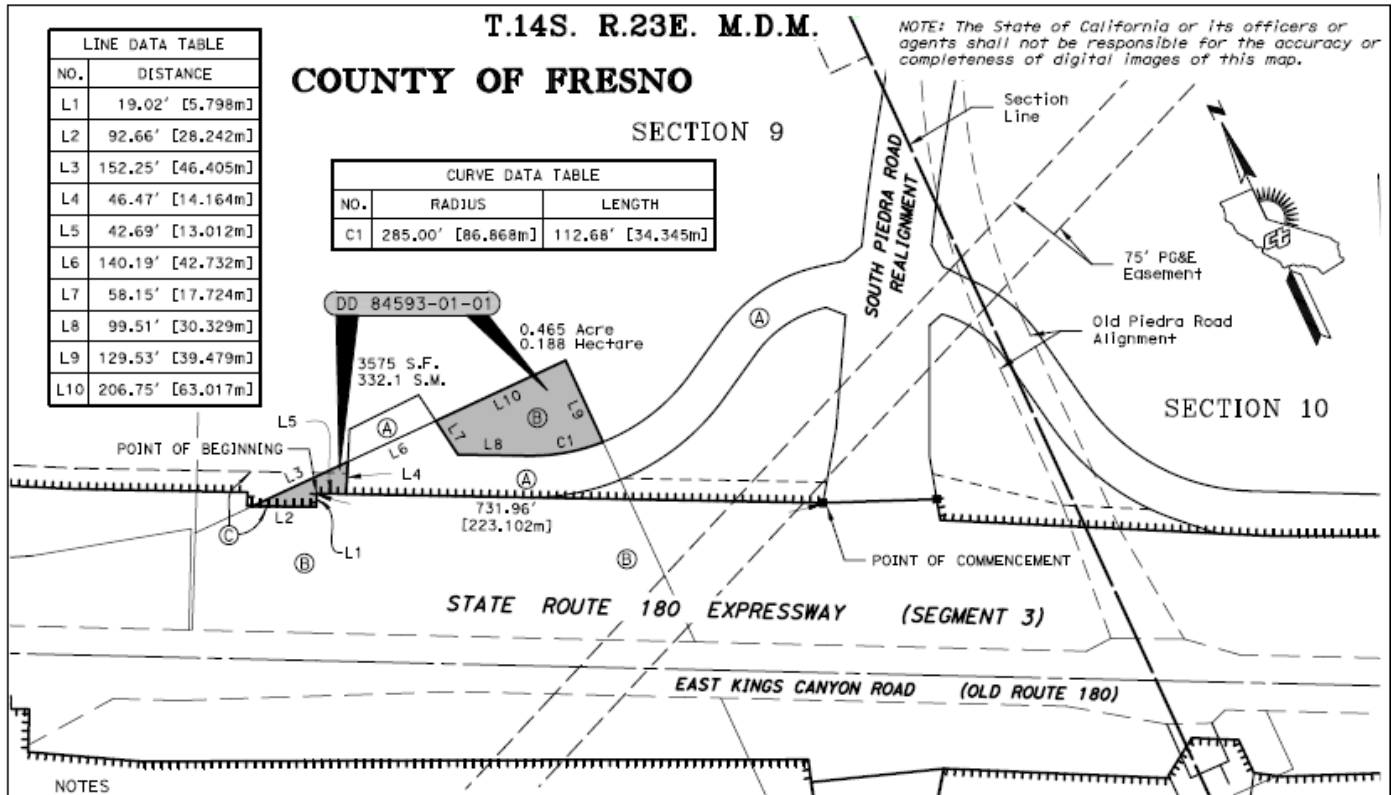 T.14S. R.23E. M.D.M.
COUNTY OF FRESNO
SECTION 9
NOTE: The State of California or its officers or
agents shall not be responsible for the accuracy or
completeness of digital images of this map.
LINE DATA TABLE
NO. DISTANCE
L1 19.02' [5.798m]
L2 92.66' [28.242m]
L3 152.25' [46.405m]
L4 46.47' [14.164m]
L5 42.69' [13.012m]
L6 140.19' [42.732m]
L7 58.15' [17.724m]
L8 99.51' [30.329m]
L9 129.53' [39.479m]
L10 206.75' [63.017m]
CURVE DATA TABLE
NO. RADIUS LENGTH
C1 285.00' [86.868m] 112.68' [34.345m]
Section
Line
SOUTH PIEDRA ROAD
REALIGNMENT
N
CT
75' PG&E
Easement
Old Piedra Road
Alignment
SECTION 10
DD 84593-01-01
0.465 Acre
0.188 Hectare
3575 S.F.
332.1 S.M.
A
L10
L9
B
L5
A
L7
L8
C1
L6
POINT OF BEGINNING
L3
L4
A
L2
731.96'
[223.102m]
C
L1
B
B
POINT OF COMMENCEMENT
STATE ROUTE 180 EXPRESSWAY (SEGMENT 3)
EAST KINGS CANYON ROAD (OLD ROUTE 180)
NOTES